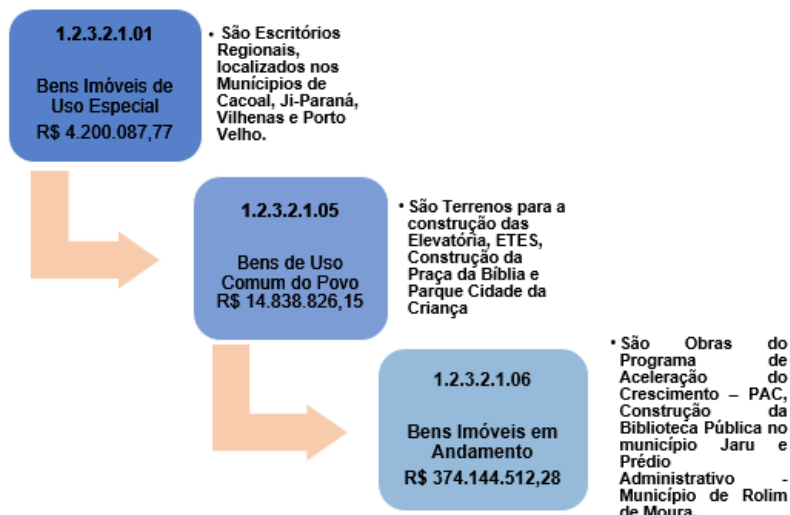 1.2.3.2.1.01
Bens Imóveis de
Uso Especial
R$ 4.200.087,77
• São Escritórios
Regionais,
localizados nos
Munícipios de
Cacoal, Ji-Paraná,
Vilhenas e Porto
Velho.
1.2.3.2.1.05
Bens de Uso
Comum do Povo
R$ 14.838.826,15
• São Terrenos para a
construção das
Elevatória, ETES,
Construção da
Praça da Bíblia e
Parque Cidade da
Criança
1.2.3.2.1.06
Bens Imóveis em
Andamento
R$ 374.144.512,28
• São Obras do
Programa de
Aceleração do
Crescimento – PAC,
Construção da
Biblioteca Pública no
município Jaru e
Prédio
Administrativo -
Município de Rolim
de Moura.